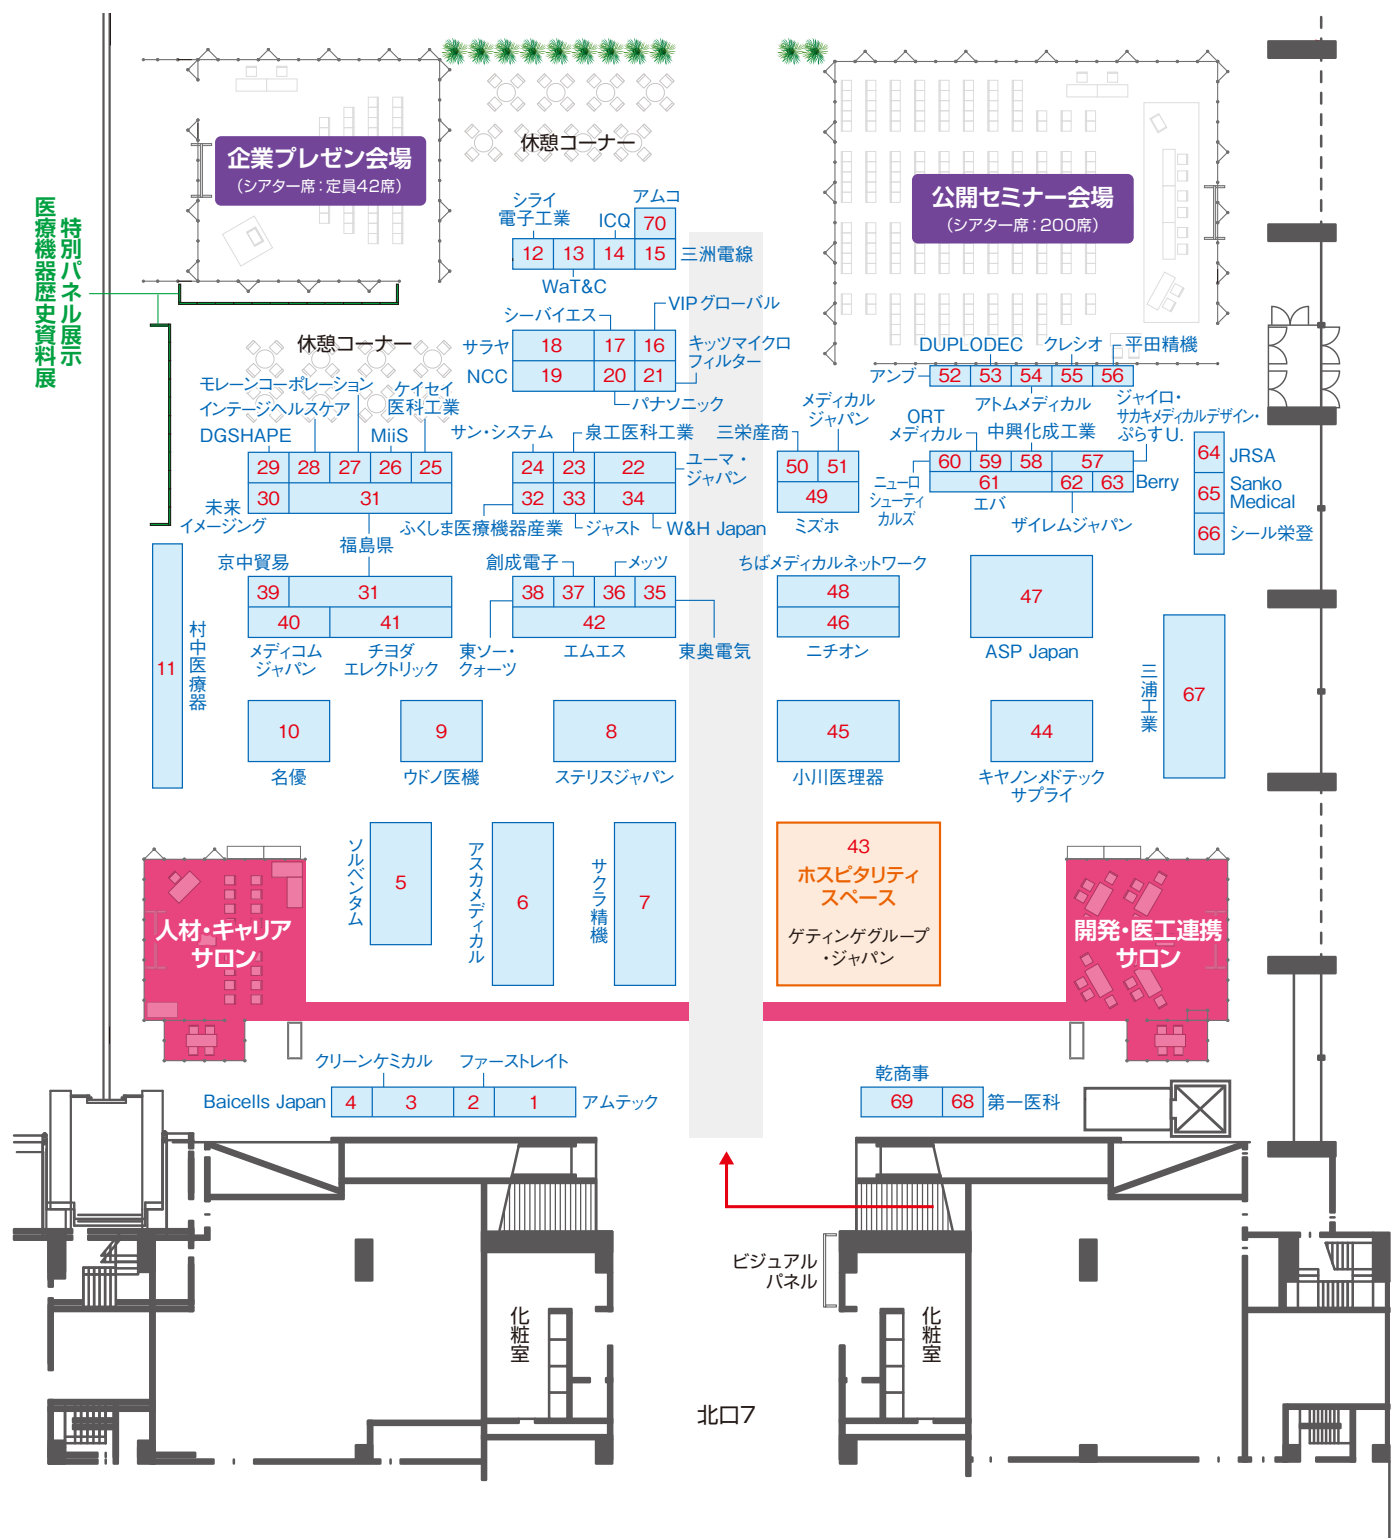 企業プレゼン会場
(シアター席：定員42席)
休憩コーナー
公開セミナー会場
(シアター席：200席)
特別パネル展示
医療機器歴史資料展
シライ
電子工業
ICQ
アムコ
70
12
13
14
15
三洲電線
WaT&C
シーバイエス
VIPグローバル
サラヤ
18
17
16
キッツマイクロ
フィルター
NCC
19
20
21
パナソニック
休憩コーナー
モレーンコーポレーション
インテージヘルスケア
ケイセイ
医科工業
DGSHAPE
MiiS
29
28
27
26
25
30
31
未来
イメージング
福島県
サン・システム
泉工医科工業
24
23
22
ユーマ・
ジャパン
32
33
34
ふくしま医療機器産業
ジャスト
W&H Japan
三栄産商
メディカル
ジャパン
50
51
49
ミズホ
DUPLODEC
クレシオ
平田精機
アンブ
52
53
54
55
56
アトムメディカル
ジャイロ・
サカキメディカルデザイン・
ぷらすU.
ORT
メディカル
中興化成工業
60
59
58
57
61
62
63
Berry
ニューロ
シューティ
カルズ
エバ
ザイレムジャパン
64
JRSA
65
Sanko
Medical
66
シール栄登
京中貿易
39
31
40
41
メディコム
ジャパン
チヨダ
エレクトリック
創成電子
メッツ
38
37
36
35
42
東ソー・
クォーツ
エムエス
東奥電気
ちばメディカルネットワーク
48
46
ニチオン
47
ASP Japan
11
村中医療器
三浦工業
67
10
名優
9
ウドノ医機
8
ステリスジャパン
45
小川医理器
44
キヤノンメドテック
サプライ
ソルベンタム
5
アスカメディカル
6
サクラ精機
7
43
ホスピタリティ
スペース
ゲティンゲグループ
・ジャパン
人材・キャリア
サロン
開発・医工連携
サロン
クリーンケミカル
ファーストレイト
Baicells Japan
4
3
2
1
アムテック
乾商事
69
68
第一医科
ビジュアル
パネル
化粧室
化粧室
北口7